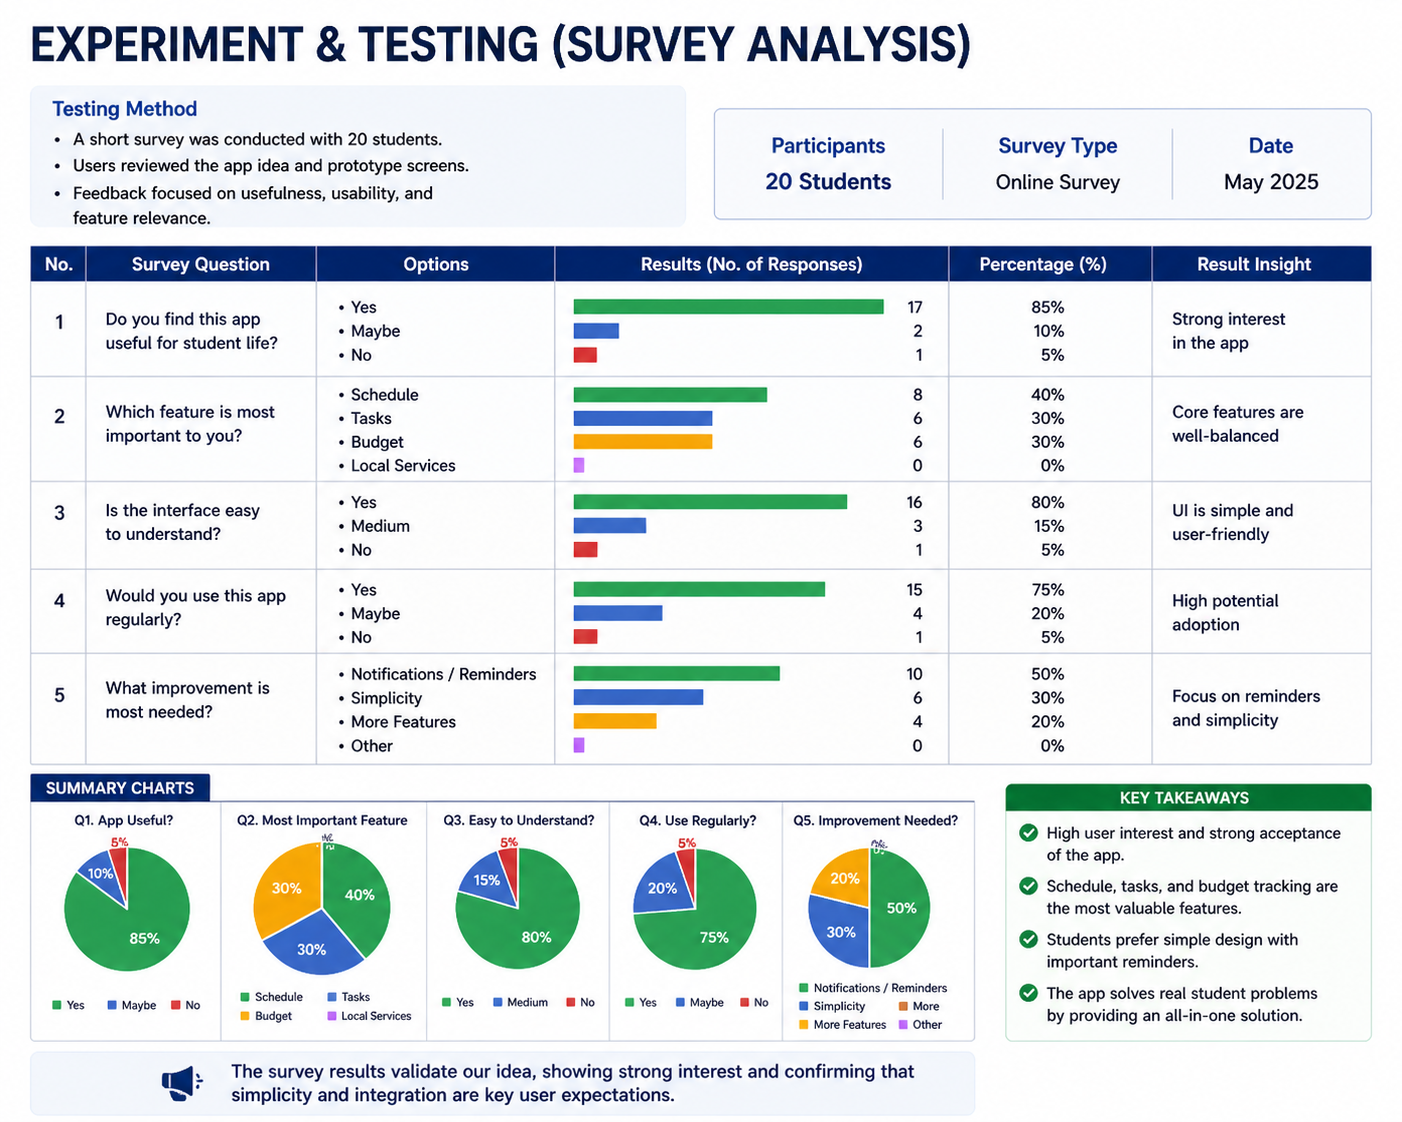 EXPERIMENT & TESTING (SURVEY ANALYSIS)
Testing Method
• A short survey was conducted with 20 students.
• Users reviewed the app idea and prototype screens.
• Feedback focused on usefulness, usability, and
feature relevance.
Participants
20 Students
Survey Type
Online Survey
Date
May 2025
No. Survey Question Options Results (No. of Responses) Percentage (%) Result Insight
1
Do you find this app
useful for student life?
• Yes 17 85%
• Maybe 2 10%
• No 1 5%
Strong interest
in the app
2
Which feature is most
important to you?
• Schedule 8 40%
• Tasks 6 30%
• Budget 6 30%
• Local Services 0 0%
Core features are
well-balanced
3
Is the interface easy
to understand?
• Yes 16 80%
• Medium 3 15%
• No 1 5%
UI is simple and
user-friendly
4
Would you use this app
regularly?
• Yes 15 75%
• Maybe 4 20%
• No 1 5%
High potential
adoption
5
What improvement is
most needed?
• Notifications / Reminders 10 50%
• Simplicity 6 30%
• More Features 4 20%
• Other 0 0%
Focus on reminders
and simplicity
SUMMARY CHARTS
Q1. App Useful?
5%
10%
85%
Yes Maybe No
Q2. Most Important Feature
30%
40%
30%
Schedule Tasks
Budget Local Services
Q3. Easy to Understand?
5%
15%
80%
Yes Medium No
Q4. Use Regularly?
5%
20%
75%
Yes Maybe No
Q5. Improvement Needed?
20%
50%
30%
Notifications / Reminders
Simplicity More
More Features Other
KEY TAKEAWAYS
High user interest and strong acceptance
of the app.
Schedule, tasks, and budget tracking are
the most valuable features.
Students prefer simple design with
important reminders.
The app solves real student problems
by providing an all-in-one solution.
The survey results validate our idea, showing strong interest and confirming that
simplicity and integration are key user expectations.